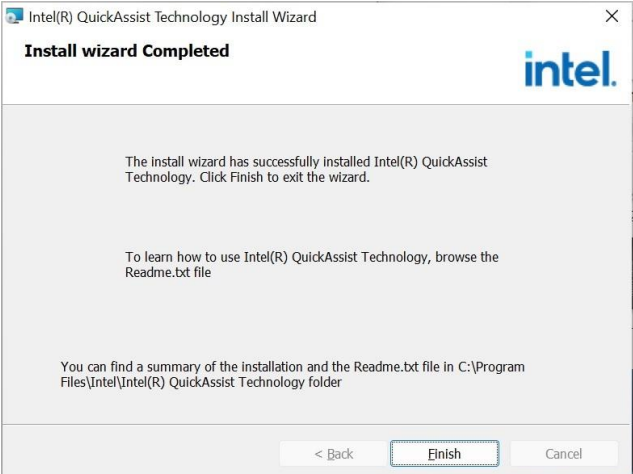 Intel(R) QuickAssist Technology Install Wizard
Install wizard Completed
intel.
The install wizard has successfully installed Intel(R) QuickAssist
Technology. Click Finish to exit the wizard.
To learn how to use Intel(R) QuickAssist Technology, browse the
Readme.txt file
You can find a summary of the installation and the Readme.txt file in C:\Program
Files\Intel\Intel(R) QuickAssist Technology folder
< Back
Finish
Cancel